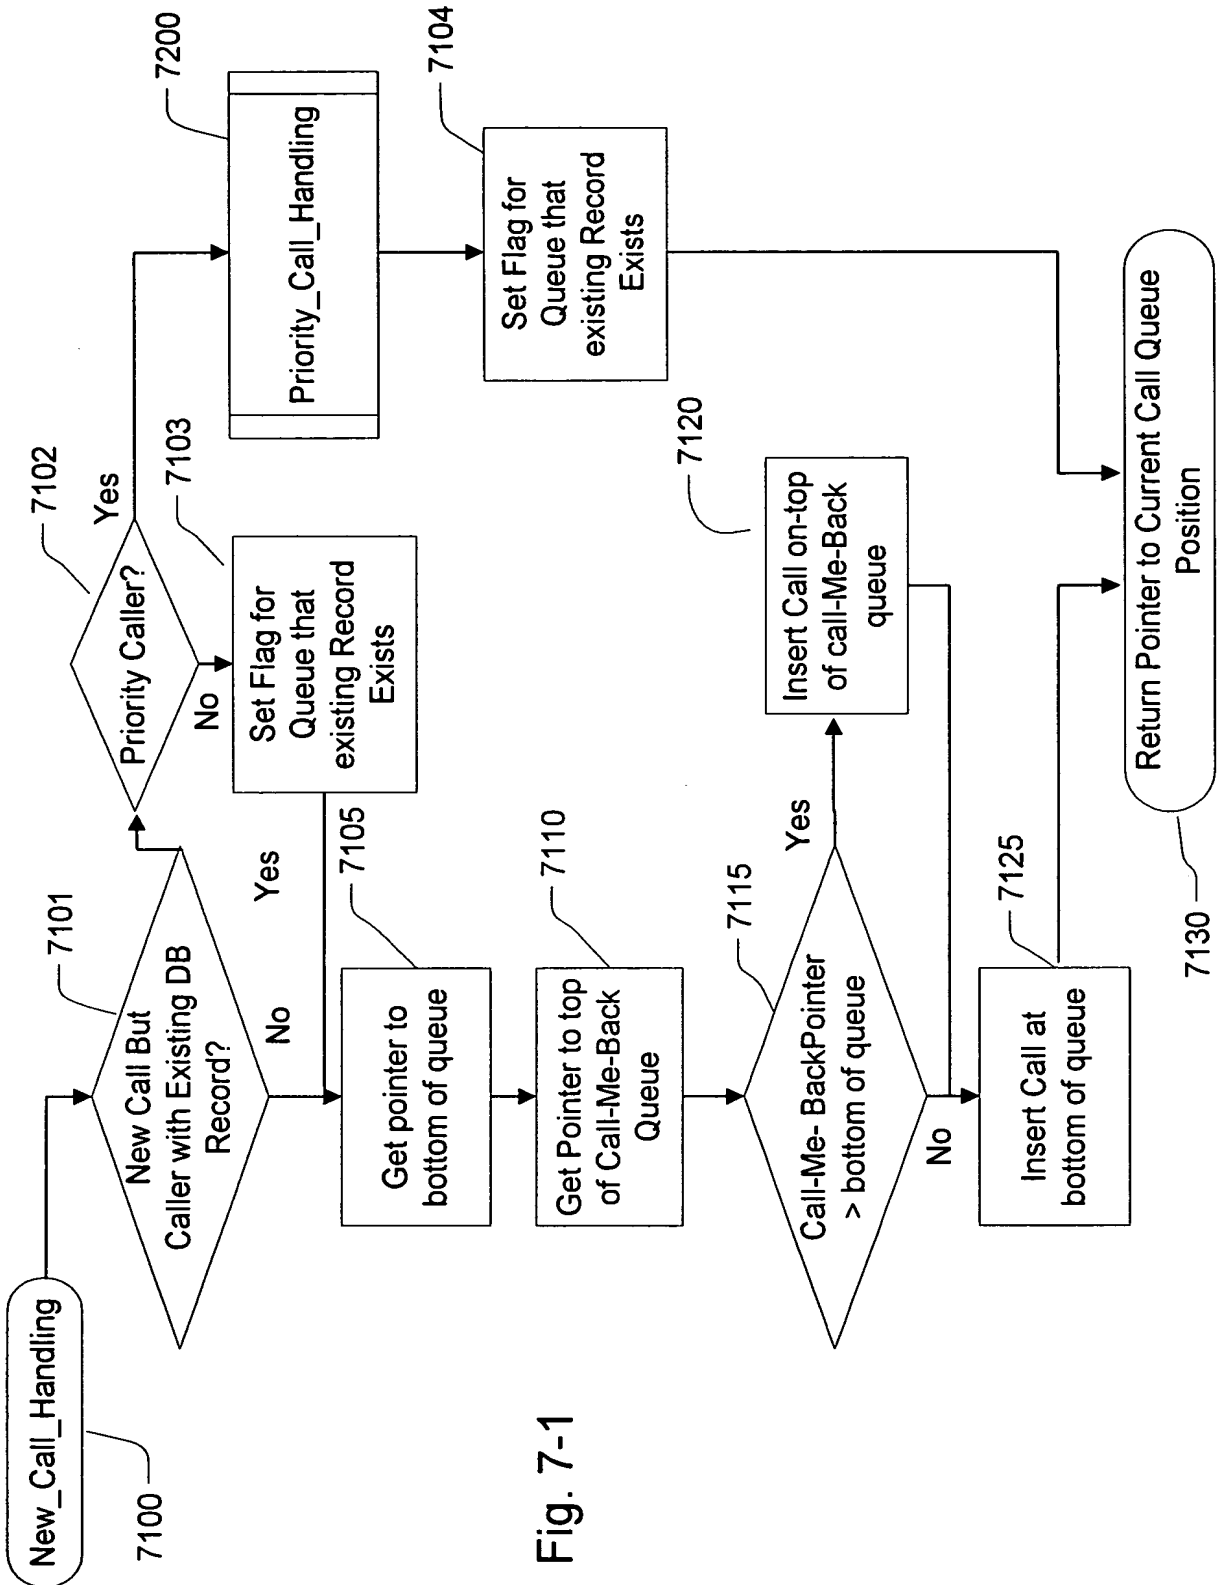 New_Call_Handling
7100
New Call But
Caller with Existing DB
Record?
7101
Yes
No
Priority Caller?
7102
Yes
No
Set Flag for
Queue that
existing Record
Exists
7103
Priority_Call_Handling
7200
Set Flag for
Queue that
existing Record
Exists
7104
Get pointer to
bottom of queue
7105
Get Pointer to top
of Call-Me-Back
Queue
7110
Call-Me- BackPointer
> bottom of queue
7115
Yes
No
Insert Call on-top
of call-Me-Back
queue
7120
Insert Call at
bottom of queue
7125
Return Pointer to Current Call Queue
Position
7130
Fig. 7-1